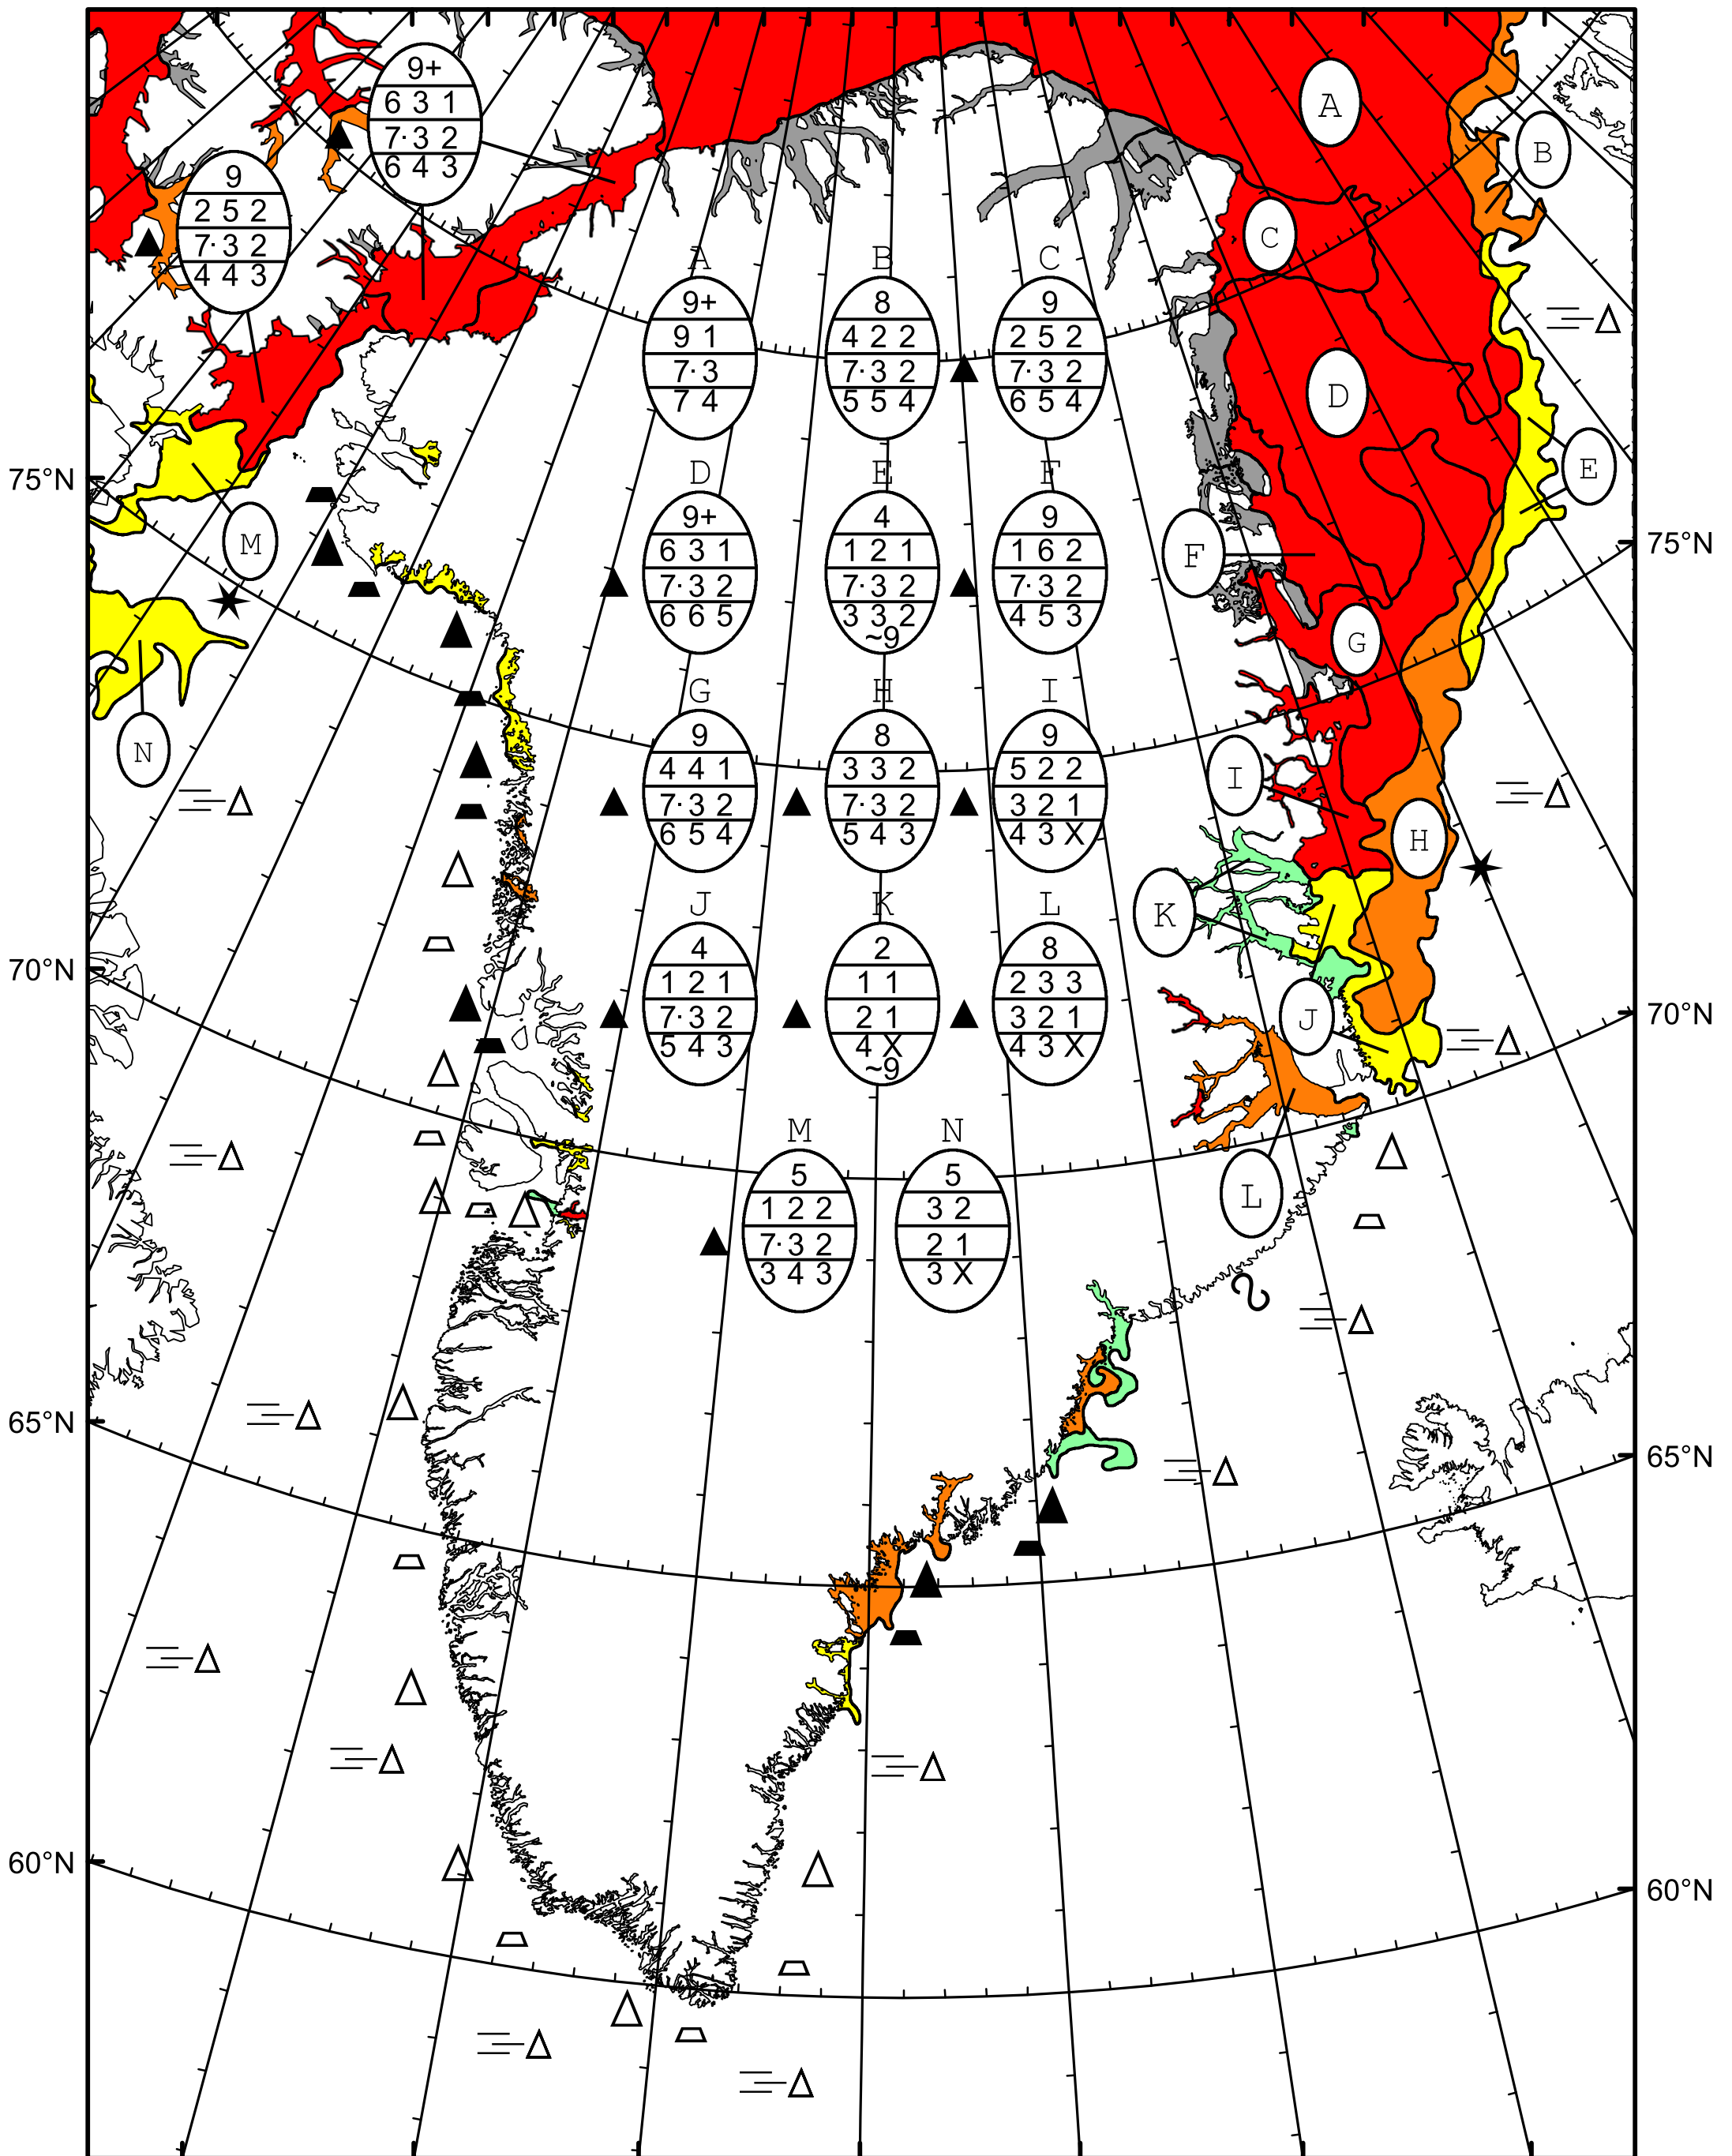 9+
6 3 1
7· 3 2
6 4 3
9
2 5 2
7· 3 2
4 4 3
A
B
C
A
9+
9 1
7· 3
7 4
B
8
4 2 2
7· 3 2
5 5 4
C
9
2 5 2
7· 3 2
6 5 4
D
E
75°N
75°N
D
9+
6 3 1
7· 3 2
6 6 5
E
4
1 2 1
7· 3 2
3 3 2
~9
F
9
1 6 2
7· 3 2
4 5 3
M
F
G
N
G
9
4 4 1
7· 3 2
6 5 4
H
8
3 3 2
7· 3 2
5 4 3
I
9
5 2 2
3 2 1
4 3 X
I
H
K
70°N
70°N
J
4
1 2 1
7· 3 2
5 4 3
K
2
1 1
2 1
4 X
~9
L
8
2 3 3
3 2 1
4 3 X
J
L
M
5
1 2 2
7· 3 2
3 4 3
N
5
3 2
2 1
3 X
65°N
65°N
60°N
60°N